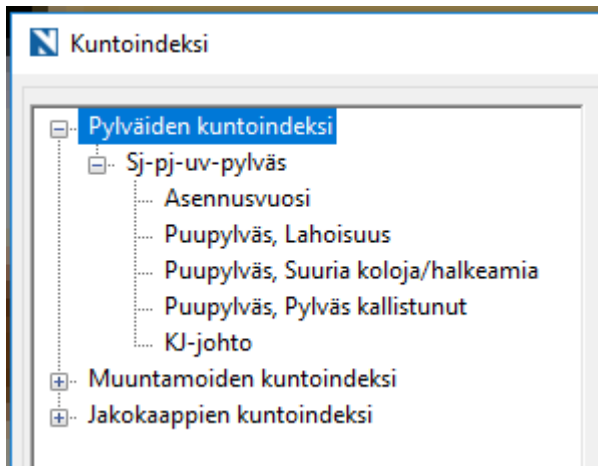 Kuntoindeksi
Pylväiden kuntoindeksi
Sj-pj-uv-pylväs
Asennusvuosi
Puupylväs, Lahoisuus
Puupylväs, Suuria koloja/halkeamia
Puupylväs, Pylväs kallistunut
KJ-johto
Muuntamoiden kuntoindeksi
Jakokaappien kuntoindeksi